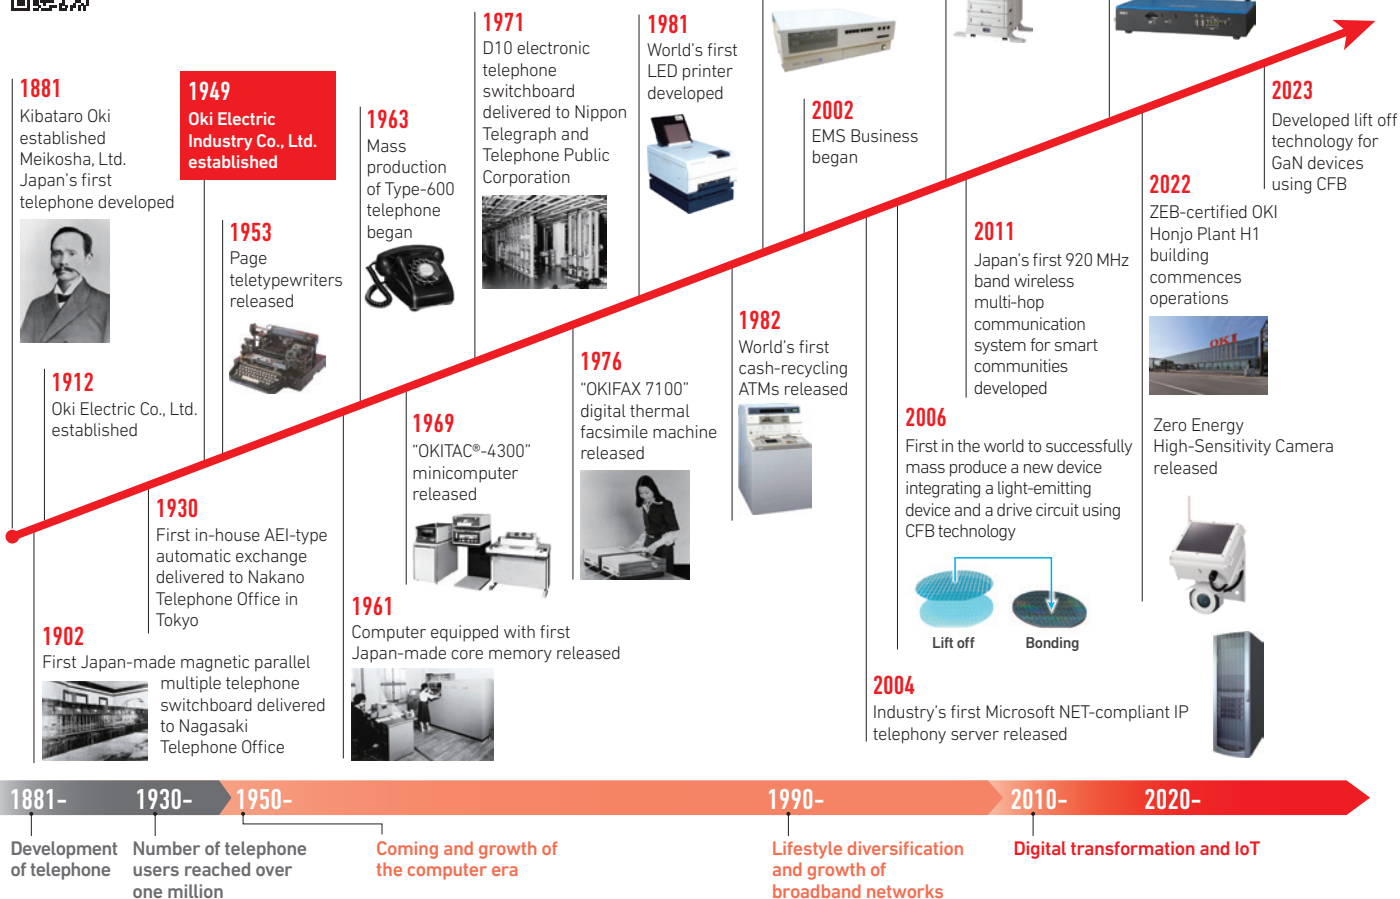 1881
Kibataro Oki
established
Meikosha, Ltd.
Japan's first
telephone developed
1912
Oki Electric Co., Ltd.
established
1902
First Japan-made magnetic parallel
multiple telephone
switchboard delivered
to Nagasaki
Telephone Office
1949
Oki Electric
Industry Co., Ltd.
established
1930
First in-house AEI-type
automatic exchange
delivered to Nakano
Telephone Office in
Tokyo
1953
Page
teletypewriters
released
1963
Mass
production
of Type-600
telephone
began
1961
Computer equipped with first
Japan-made core memory released
1969
“OKITAC®-4300”
minicomputer
released
1971
D10 electronic
telephone
switchboard
delivered to Nippon
Telegraph and
Telephone Public
Corporation
1976
“OKIFAX 7100”
digital thermal
facsimile machine
released
1981
World's first
LED printer
developed
1982
World's first
cash-recycling
ATMs released
2002
EMS Business
began
2004
Industry's first Microsoft NET-compliant IP
telephony server released
2006
First in the world to successfully
mass produce a new device
integrating a light-emitting
device and a drive circuit using
CFB technology
Lift off
Bonding
2011
Japan's first 920 MHz
band wireless
multi-hop
communication
system for smart
communities
developed
2022
ZEB-certified OKI
Honjo Plant H1
building
commences
operations
OKI
Zero Energy
High-Sensitivity Camera
released
2023
Developed lift off
technology for
GaN devices
using CFB
1881-
1930-
1950-
1990-
2010-
2020-
Development
of telephone
Number of telephone
users reached over
one million
Coming and growth of
the computer era
Lifestyle diversification
and growth of
broadband networks
Digital transformation and IoT